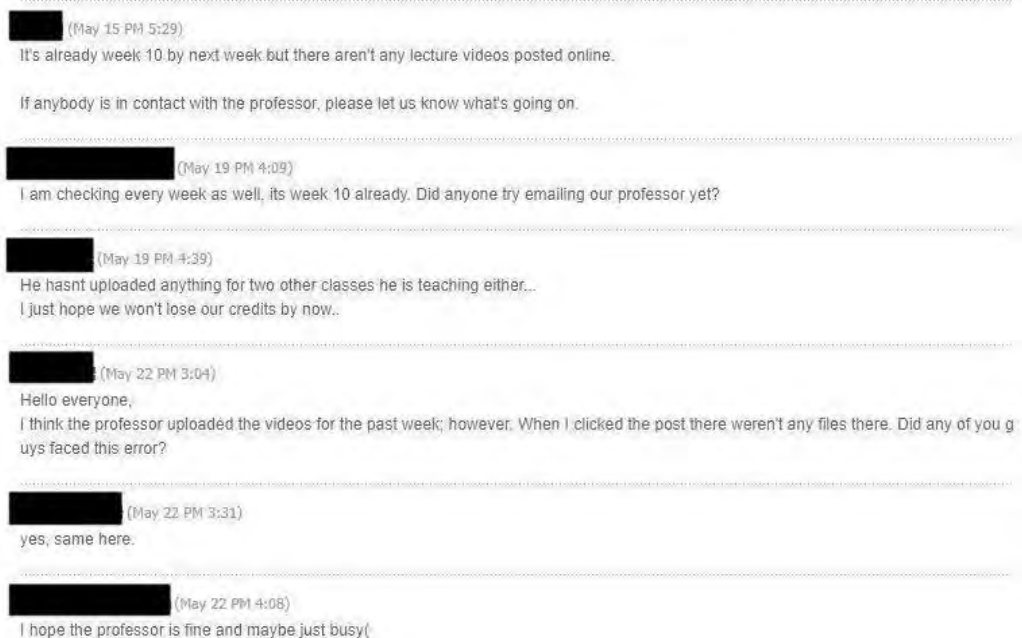 (May 15 PM 5:29)
It's already week 10 by next week but there aren't any lecture videos posted online.
If anybody is in contact with the professor, please let us know what's going on.
(May 19 PM 4:09)
I am checking every week as well, its week 10 already. Did anyone try emailing our professor yet?
(May 19 PM 4:39)
He hasnt uploaded anything for two other classes he is teaching either...
I just hope we won't lose our credits by now..
(May 22 PM 3:04)
Hello everyone,
I think the professor uploaded the videos for the past week; however. When I clicked the post there weren't any files there. Did any of you g
uys faced this error?
(May 22 PM 3:31)
yes, same here.
(May 22 PM 4:08)
I hope the professor is fine and maybe just busy(